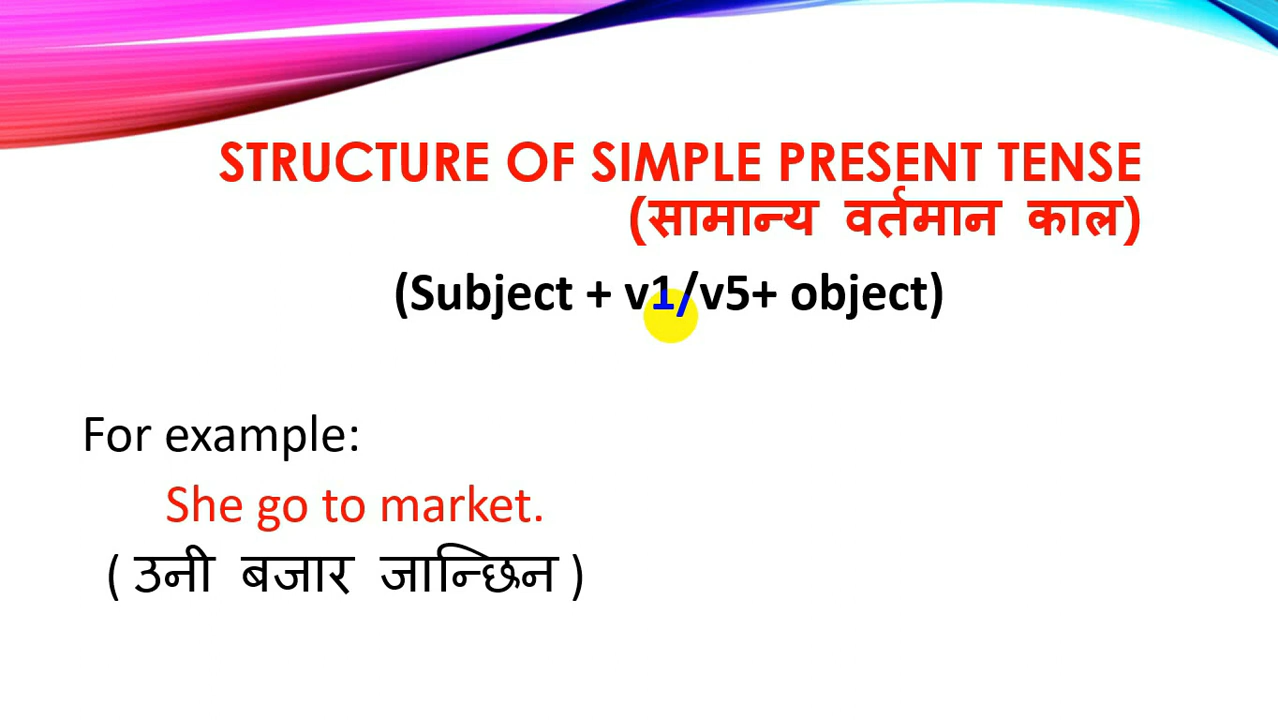 STRUCTURE OF SIMPLE PRESENT TENSE
(सामान्य वर्तमान काल)
(Subject + v1/v5+ object)
For example:
She go to market.
( उनी बजार जान्छिन )